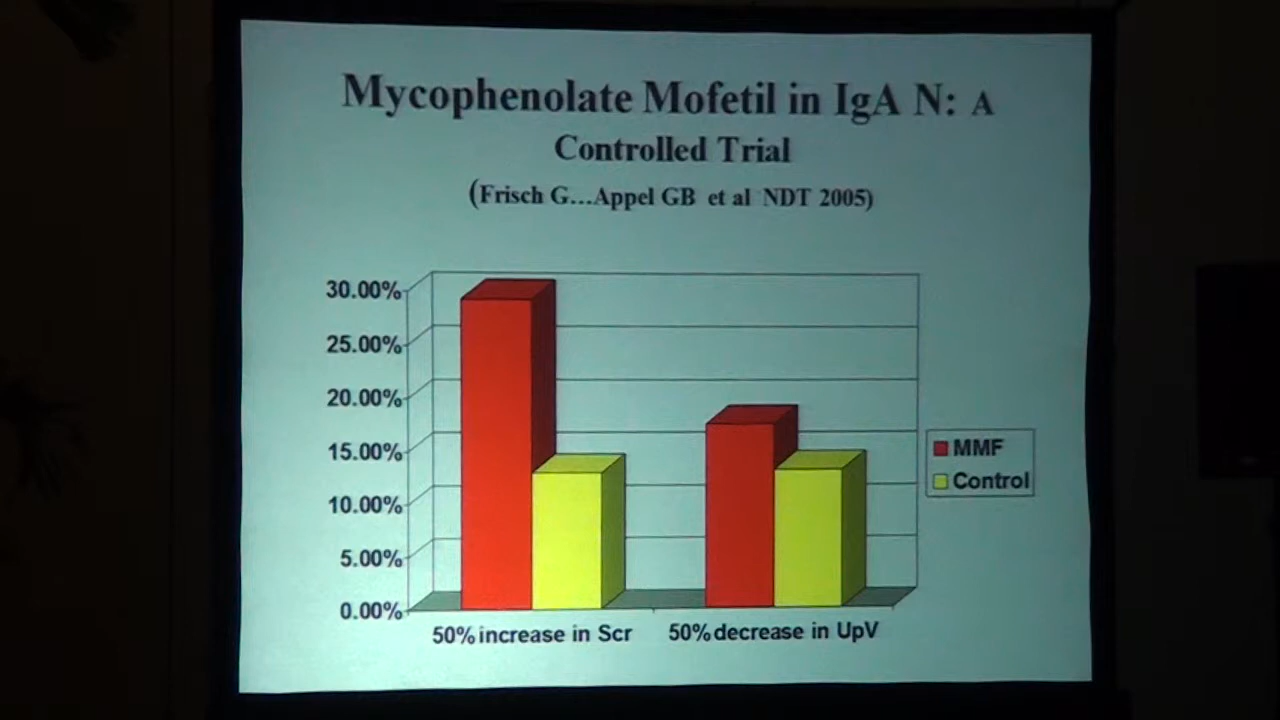 Mycophenolate Mofetil in IgA N: A
Controlled Trial
(Frisch G...Appel GB et al NDT 2005)
30.00%
25.00%
20.00%
15.00%
10.00%
5.00%
0.00%
50% increase in Scr
50% decrease in UpV
MMF
Control